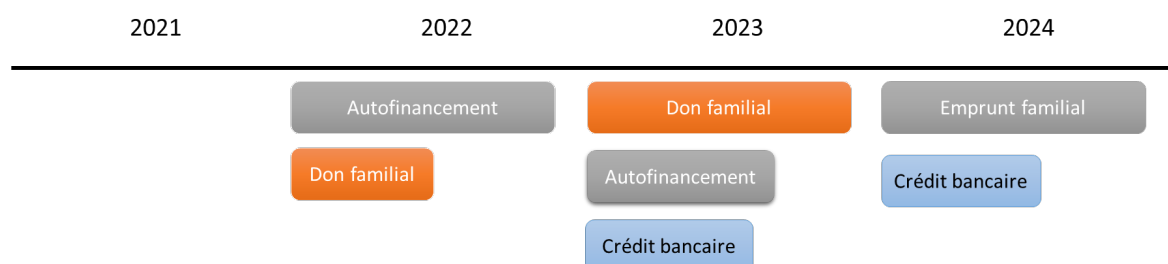 2021 2022 2023 2024
Autofinancement Don familial Emprunt familial
Don familial Autofinancement Crédit bancaire
Crédit bancaire